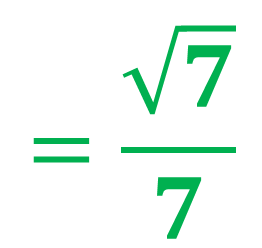 = √7/7